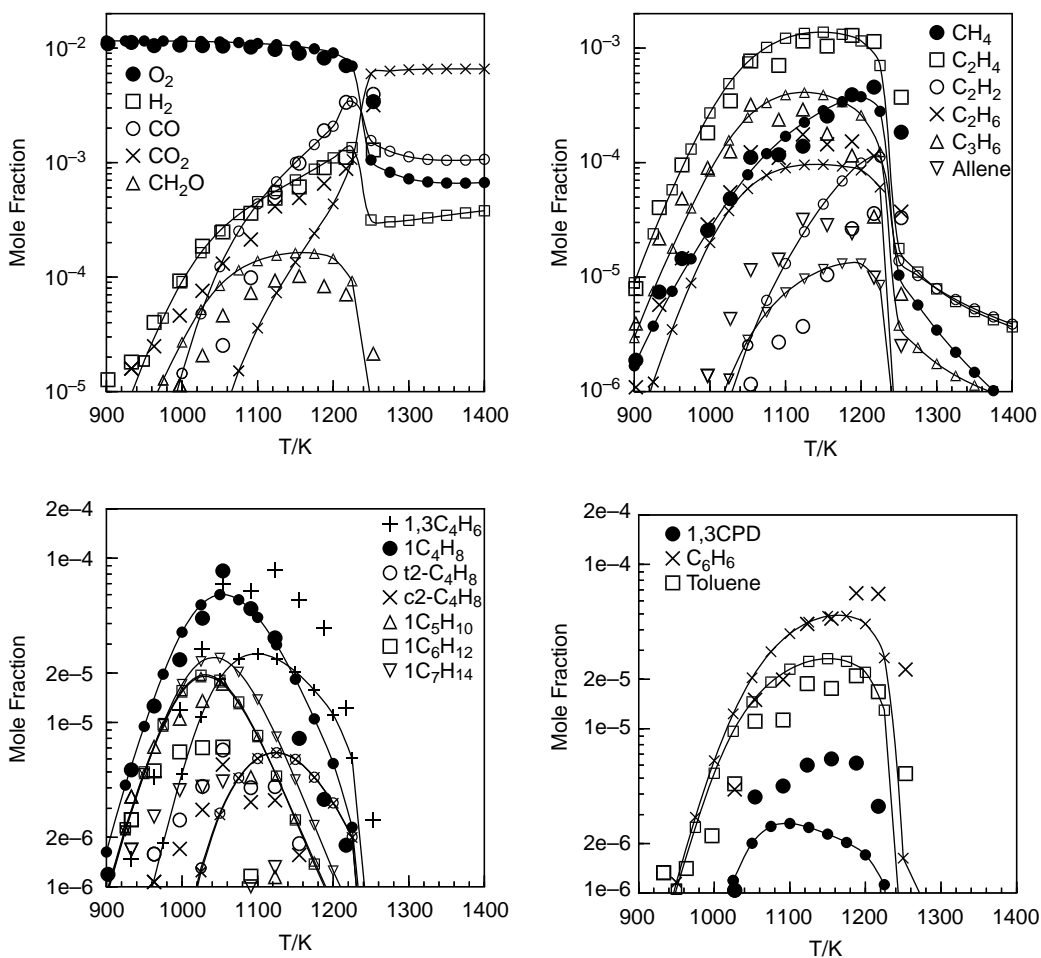 10⁻²
10⁻³
10⁻⁴
10⁻⁵
Mole Fraction
O₂
H₂
CO
CO₂
CH₂O
900 1000 1100 1200 1300 1400
T/K
10⁻³
10⁻⁴
10⁻⁵
10⁻⁶
Mole Fraction
CH₄
C₂H₄
C₂H₂
C₂H₆
C₃H₆
Allene
900 1000 1100 1200 1300 1400
T/K
2e−4
1e−4
2e−5
1e−5
2e−6
1e−6
Mole Fraction
1,3C₄H₆
1C₄H₈
t2-C₄H₈
c2-C₄H₈
1C₅H₁₀
1C₆H₁₂
1C₇H₁₄
900 1000 1100 1200 1300 1400
T/K
2e−4
1e−4
2e−5
1e−5
2e−6
1e−6
Mole Fraction
1,3CPD
C₆H₆
Toluene
900 1000 1100 1200 1300 1400
T/K